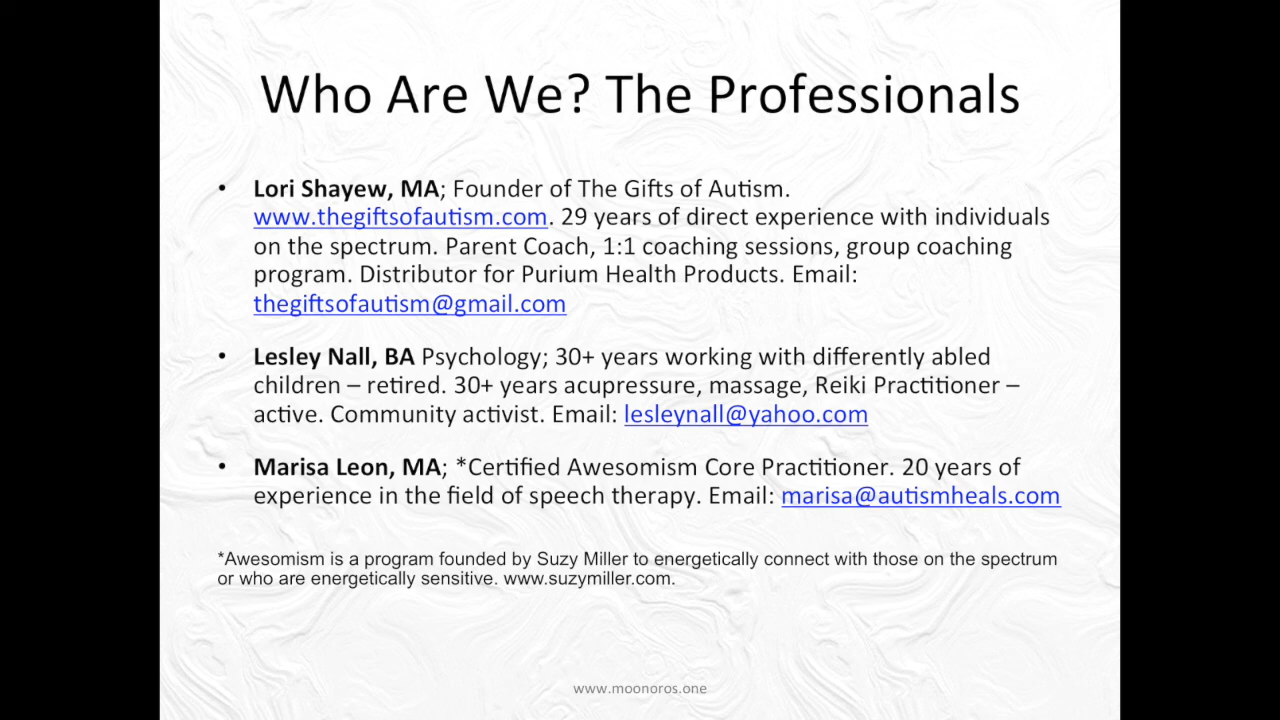 Who Are We? The Professionals
• Lori Shayew, MA; Founder of The Gifts of Autism.
www.thegiftsofautism.com. 29 years of direct experience with individuals
on the spectrum. Parent Coach, 1:1 coaching sessions, group coaching
program. Distributor for Purium Health Products. Email:
thegiftsofautism@gmail.com
• Lesley Nall, BA Psychology; 30+ years working with differently abled
children – retired. 30+ years acupressure, massage, Reiki Practitioner –
active. Community activist. Email: lesleynall@yahoo.com
• Marisa Leon, MA; *Certified Awesomism Core Practitioner. 20 years of
experience in the field of speech therapy. Email: marisa@autismheals.com
*Awesomism is a program founded by Suzy Miller to energetically connect with those on the spectrum
or who are energetically sensitive. www.suzymiller.com.
www.moonoros.one